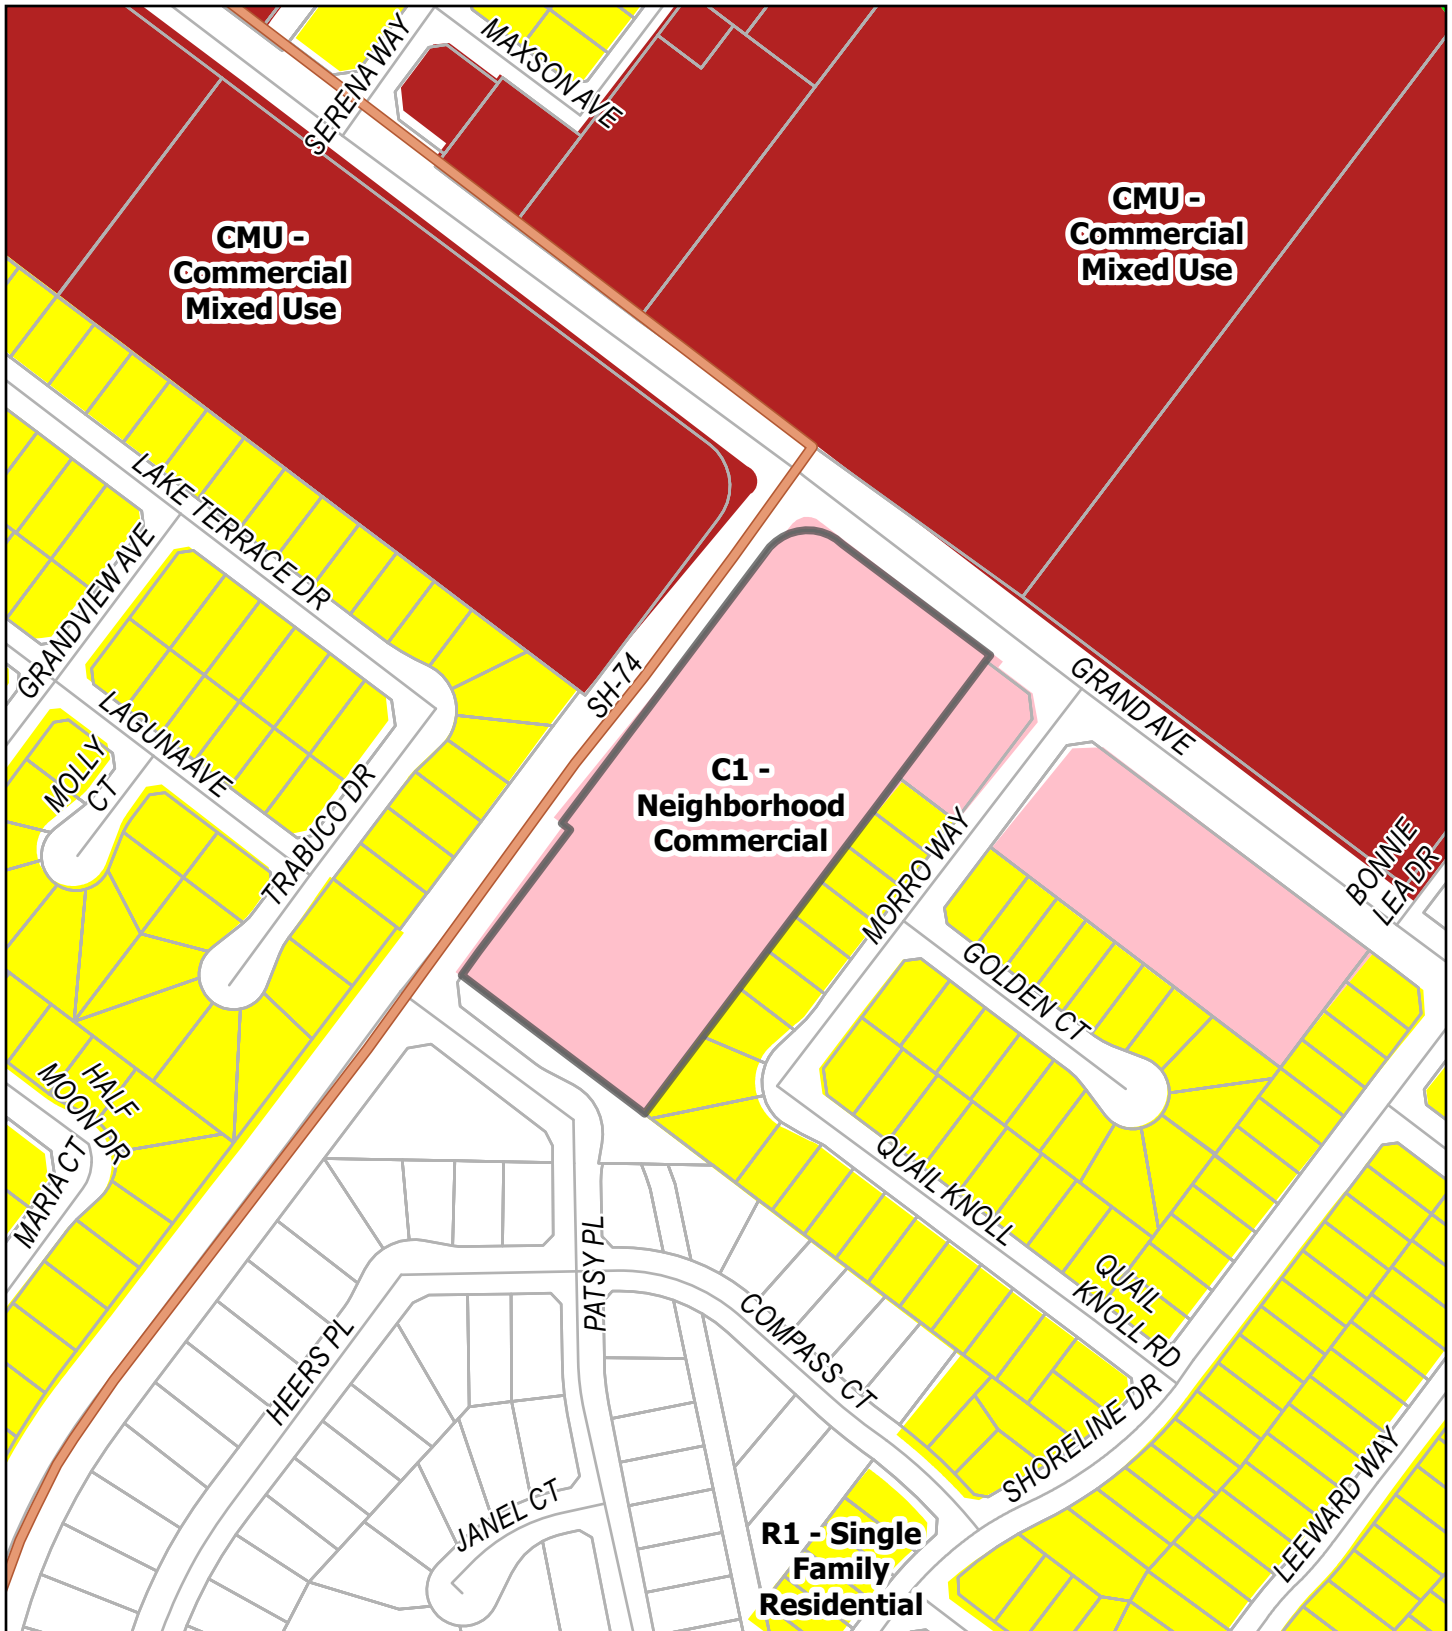 SERENA WAY
MAXSON AVE
CMU -
Commercial
Mixed Use
CMU -
Commercial
Mixed Use
LAKE TERRACE DR
GRANDVIEW AVE
SH-74
GRAND AVE
LAGUNA AVE
MOLLY
CT
TRABUCO DR
C1 -
Neighborhood
Commercial
MORRO WAY
BONNIE
LEA DR
GOLDEN CT
HALF
MOON DR
MARIA CT
QUAIL KNOLL
QUAIL
KNOLL RD
PATSY PL
COMPASS CT
HEERS PL
SHORELINE DR
LEEWARD WAY
JANEL CT
R1 - Single
Family
Residential